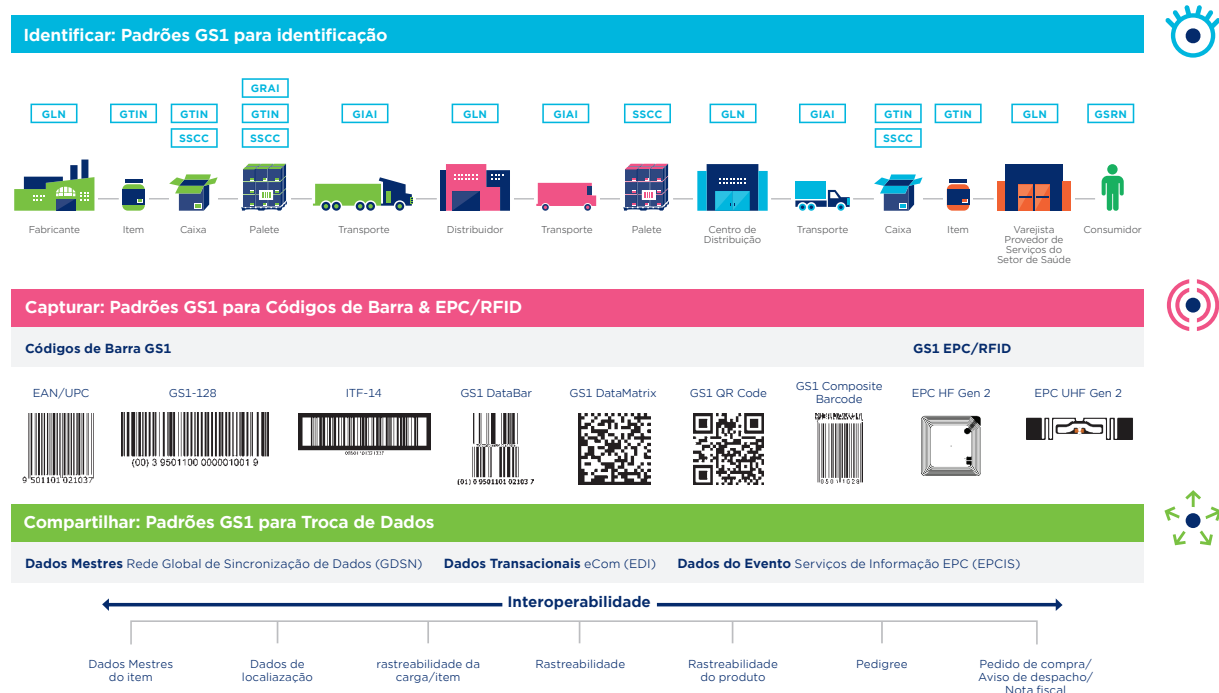 Identificar: Padrões GS1 para identificação
GRAI
GLN GTIN GTIN GTIN GIAI GLN GIAI SSCC GLN GIAI GTIN GTIN GLN GSRN
SSCC SSCC SSCC
Fabricante Item Caixa Palete Transporte Distribuidor Transporte Palete Centro de Transporte Caixa Item Varejista Consumidor
Distribuição Provedor de
Serviços do
Setor de Saúde
Capturar: Padrões GS1 para Códigos de Barra & EPC/RFID
Códigos de Barra GS1 GS1 EPC/RFID
EAN/UPC GS1-128 ITF-14 GS1 DataBar GS1 DataMatrix GS1 QR Code GS1 Composite EPC HF Gen 2 EPC UHF Gen 2
Barcode
(00) 3 9501100 000001001 9
9 501101 021037
(01) 0 9501101 02103 7
Compartilhar: Padrões GS1 para Troca de Dados
Dados Mestres Rede Global de Sincronização de Dados (GDSN) Dados Transacionais eCom (EDI) Dados do Evento Serviços de Informação EPC (EPCIS)
Interoperabilidade
Dados Mestres Dados de rastreabilidade da Rastreabilidade Rastreabilidade Pedigree Pedido de compra/
do item localiazação carga/item do produto Aviso de despacho/
Nota fiscal